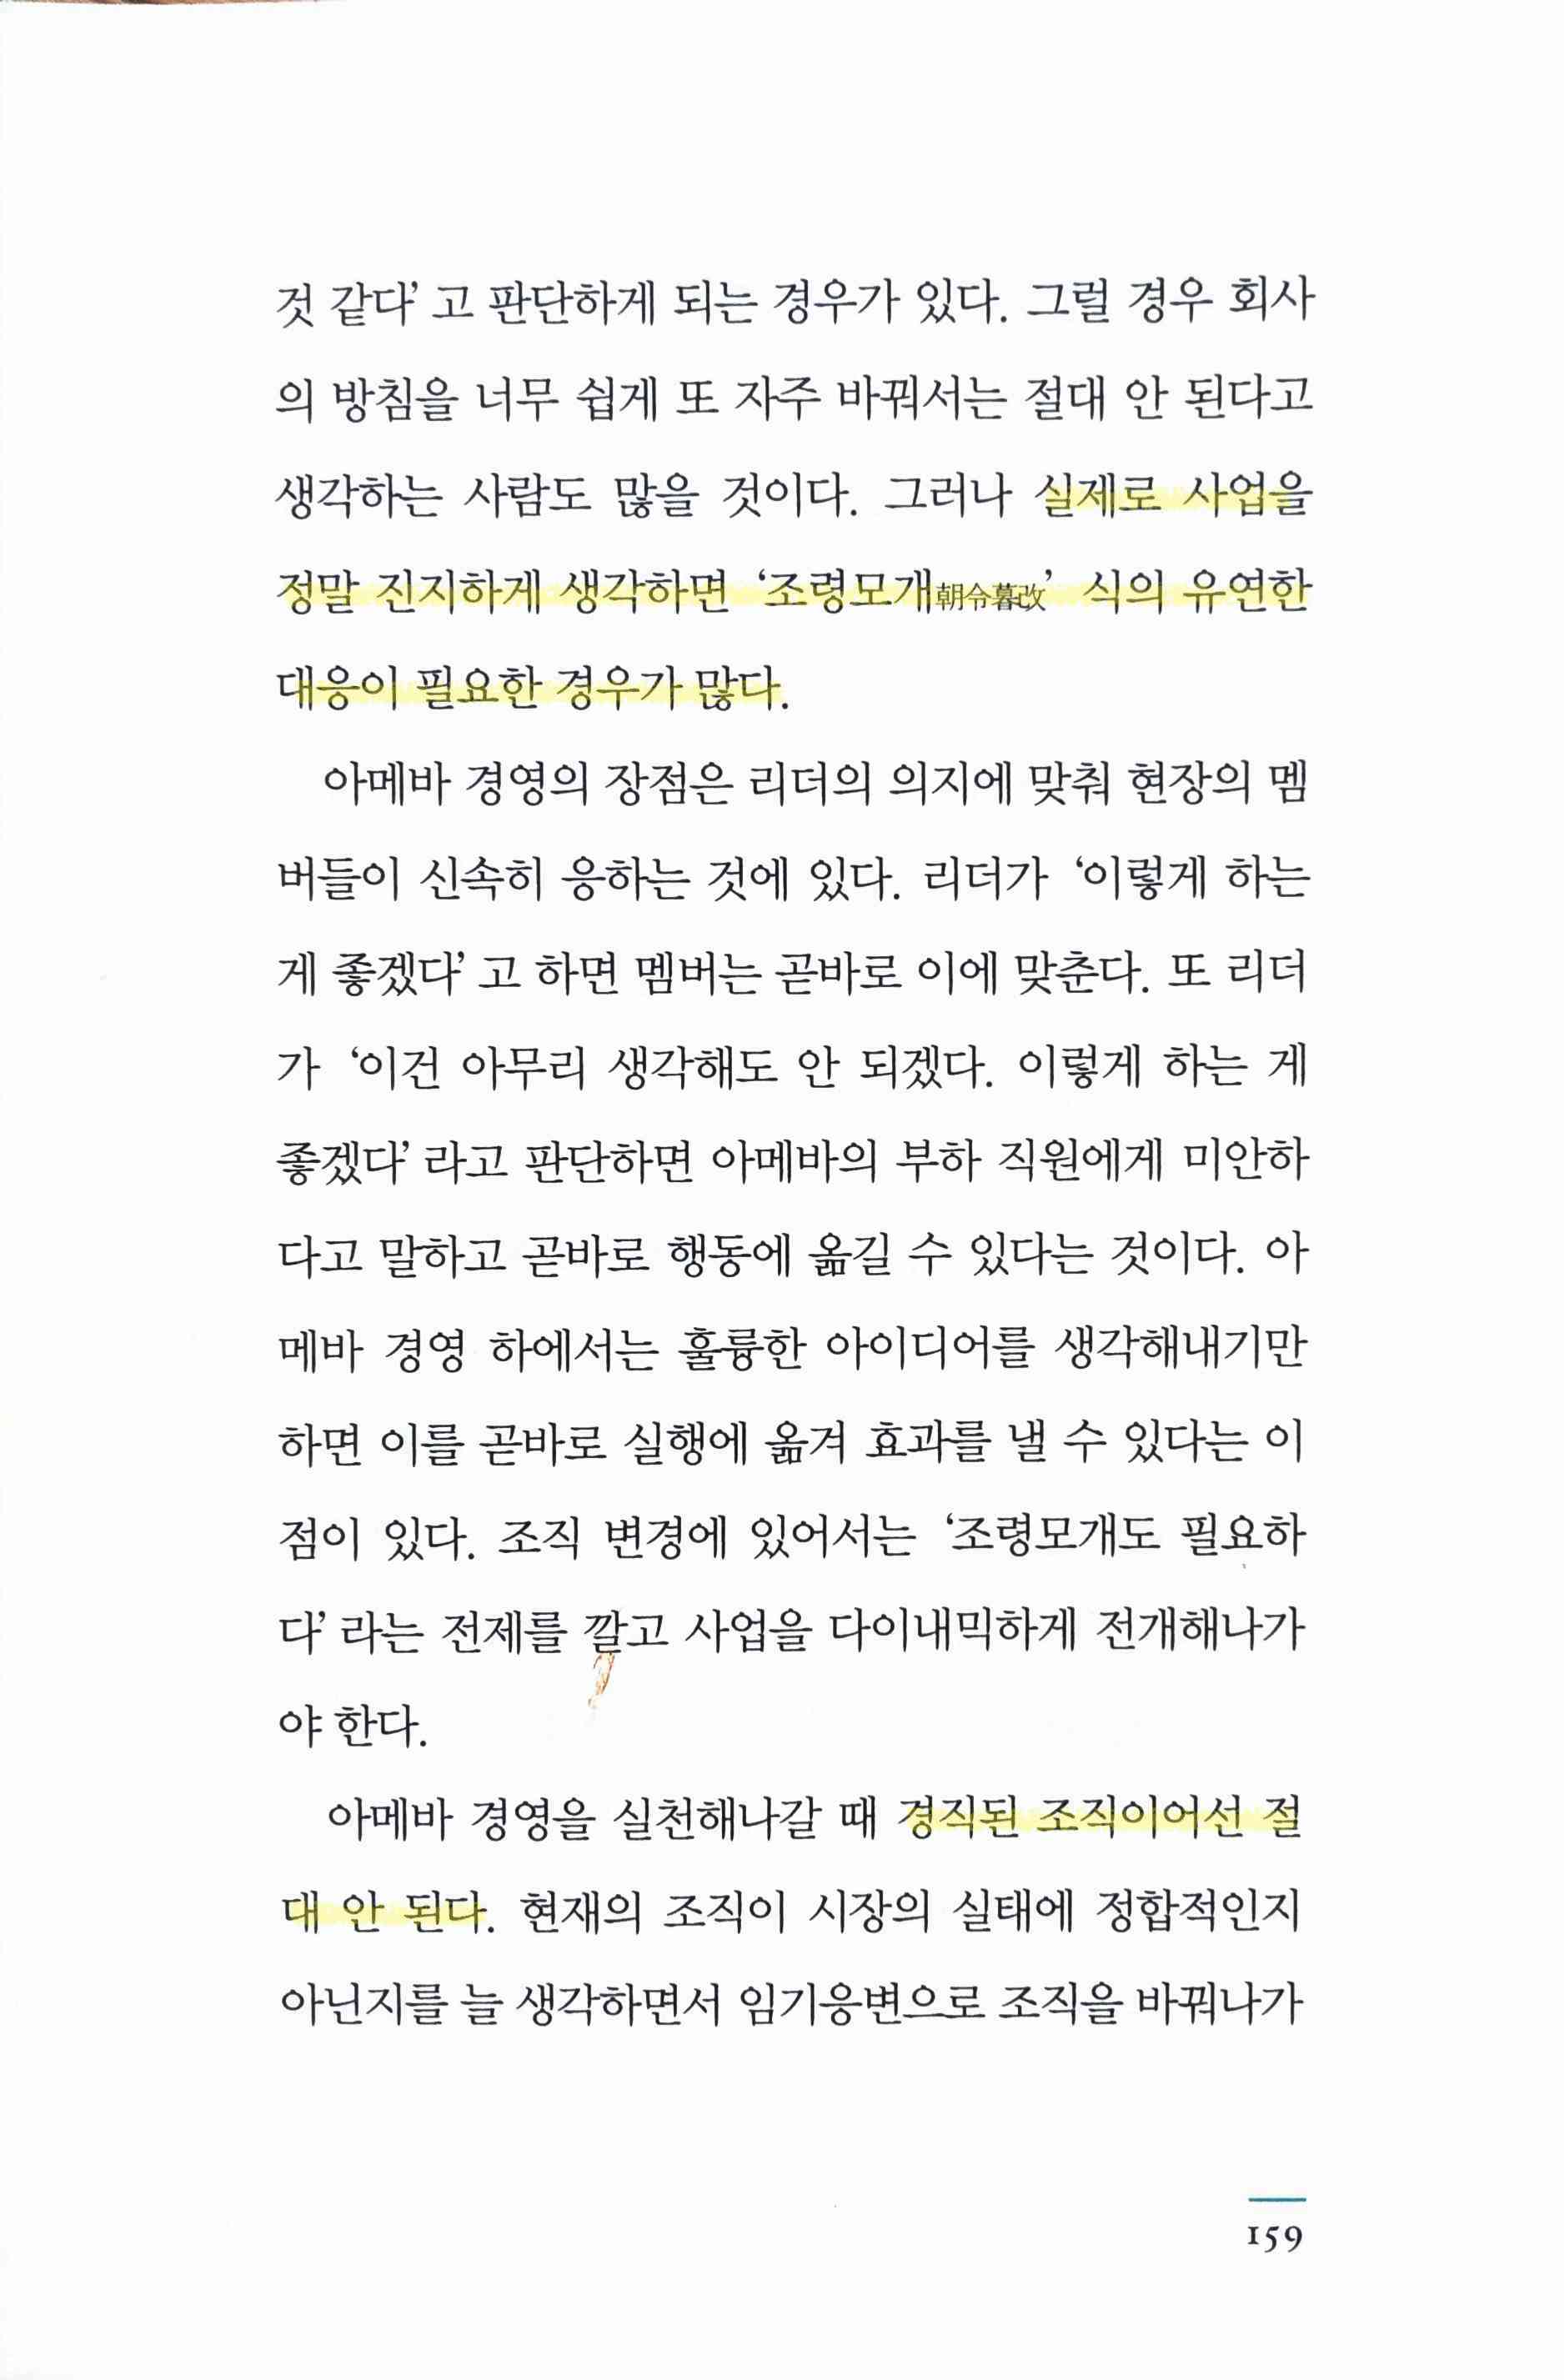 것 같다’고 판단하게 되는 경우가 있다. 그럴 경우 회사
의 방침을 너무 쉽게 또 자주 바꿔서는 절대 안 된다고
생각하는 사람도 많을 것이다. 그러나 실제로 사업을
정말 진지하게 생각하면 ‘조령모개朝令暮改’ 식의 유연한
대응이 필요한 경우가 많다.
아메바 경영의 장점은 리더의 의지에 맞춰 현장의 멤
버들이 신속히 응하는 것에 있다. 리더가 ‘이렇게 하는
게 좋겠다’고 하면 멤버는 곧바로 이에 맞춘다. 또 리더
가 ‘이건 아무리 생각해도 안 되겠다. 이렇게 하는 게
좋겠다’라고 판단하면 아메바의 부하 직원에게 미안하
다고 말하고 곧바로 행동에 옮길 수 있다는 것이다. 아
메바 경영 하에서는 훌륭한 아이디어를 생각해내기만
하면 이를 곧바로 실행에 옮겨 효과를 낼 수 있다는 이
점이 있다. 조직 변경에 있어서는 ‘조령모개도 필요하
다’라는 전제를 깔고 사업을 다이내믹하게 전개해나가
야 한다.
아메바 경영을 실천해나갈 때 경직된 조직이어선 절
대 안 된다. 현재의 조직이 시장의 실태에 정합적인지
아닌지를 늘 생각하면서 임기응변으로 조직을 바꿔나가
159